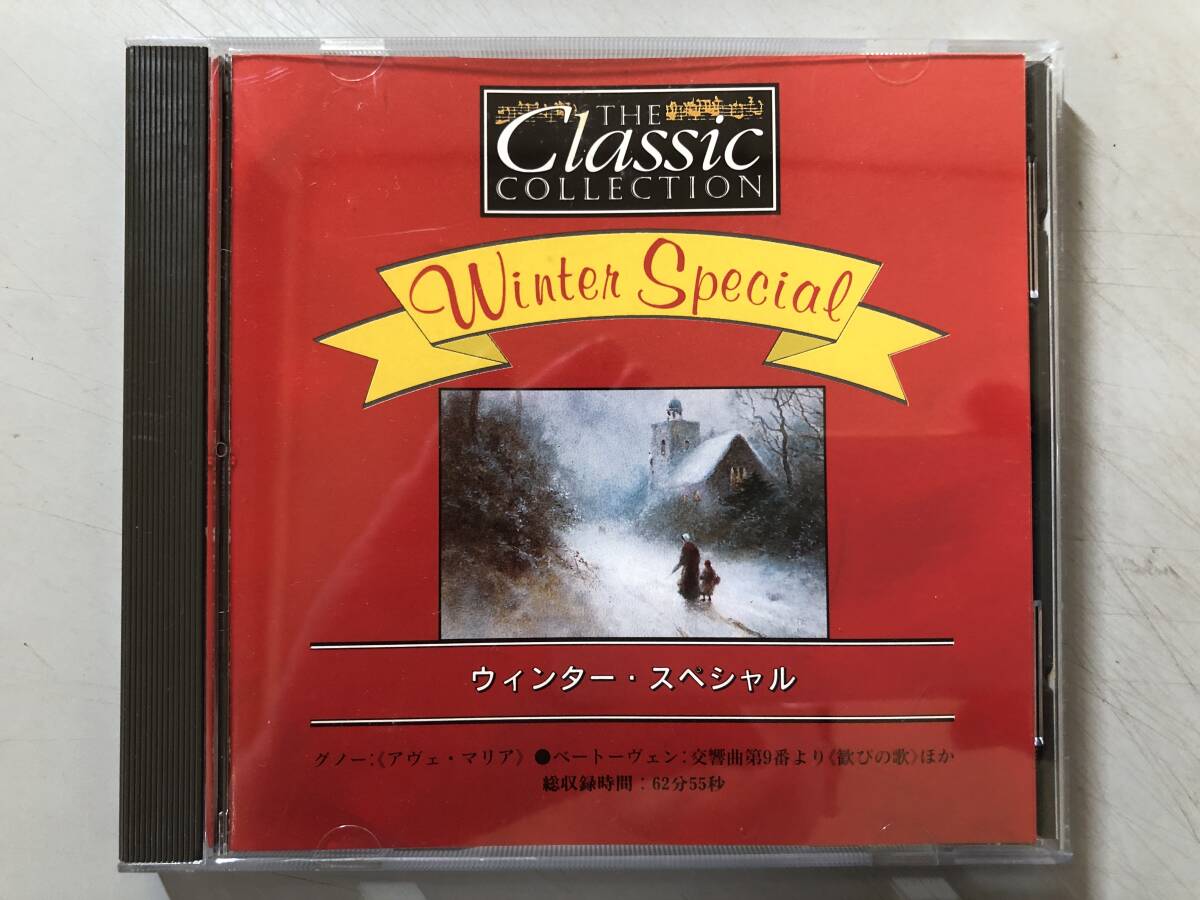 THE
Classic
COLLECTION
Winter Special
ウィンター・スペシャル
グノー:《アヴェ・マリア》●ベートーヴェン:交響曲第9番より《歓びの歌》ほか
総収録時間:62分55秒